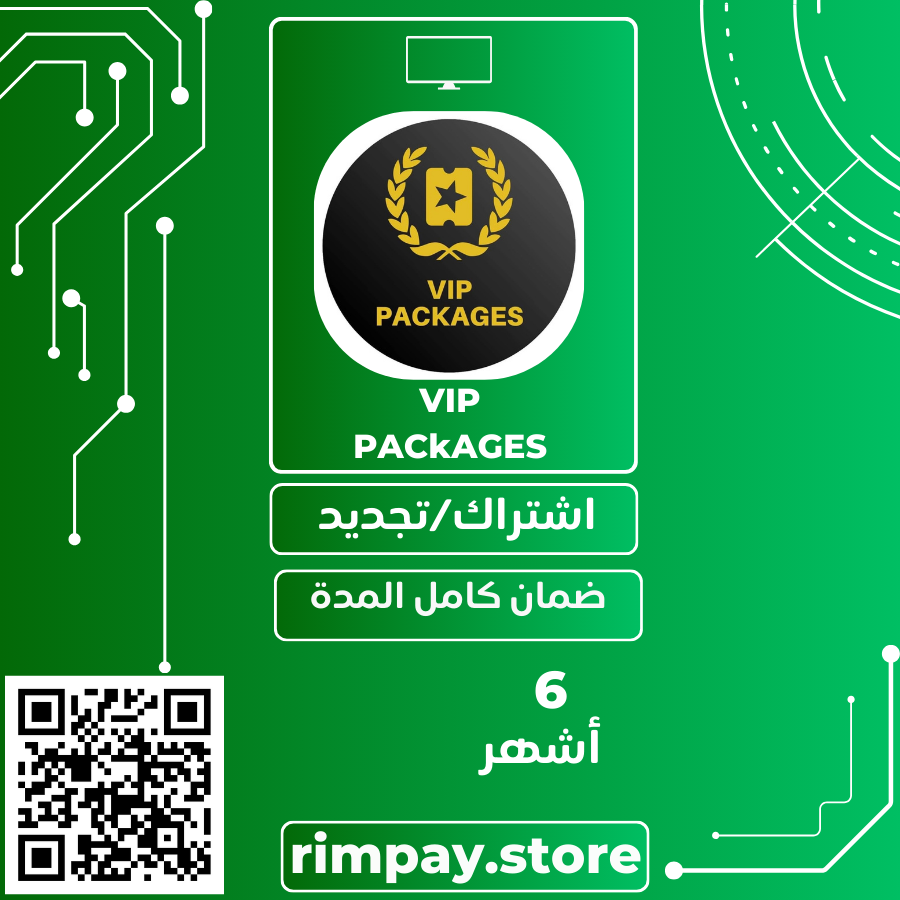 VIP
PACKAGES
VIP
PACkAGES
اشتراك/تجديد
ضمان كامل المدة
6
أشهر
rimpay.store